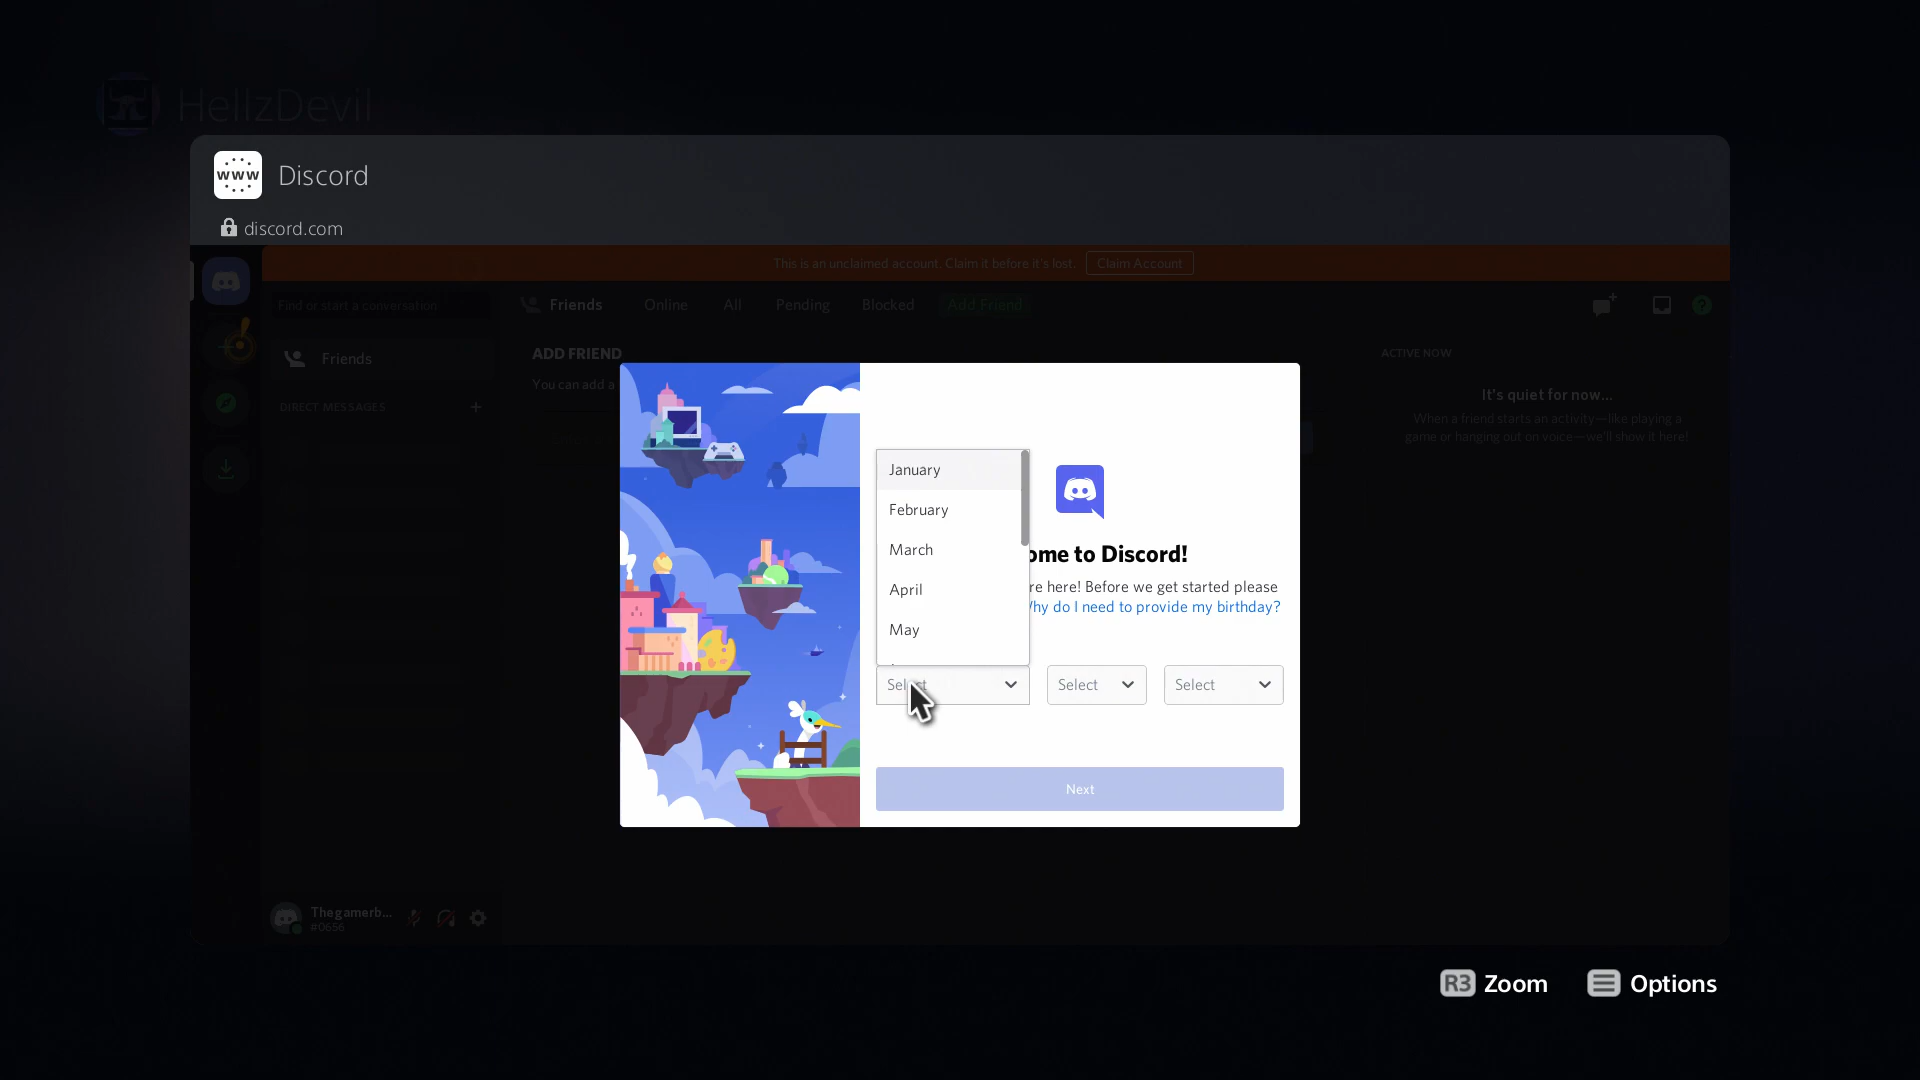 HellzDevil
www
Discord
discord.com
This is an unclaimed account. Claim it before it's lost. Claim Account
Find or start a conversation
Friends Online All Pending Blocked Add Friend
Friends
ADD FRIEND
You can add a
DIRECT MESSAGES
ACTIVE NOW
It's quiet for now...
When a friend starts an activity—like playing a
game or hanging out on voice—we'll show it here!
January
February
March
April
May
ome to Discord!
re here! Before we get started please
hy do I need to provide my birthday?
Select Select
Next
Thegamerb...
#0656
R3 Zoom Options